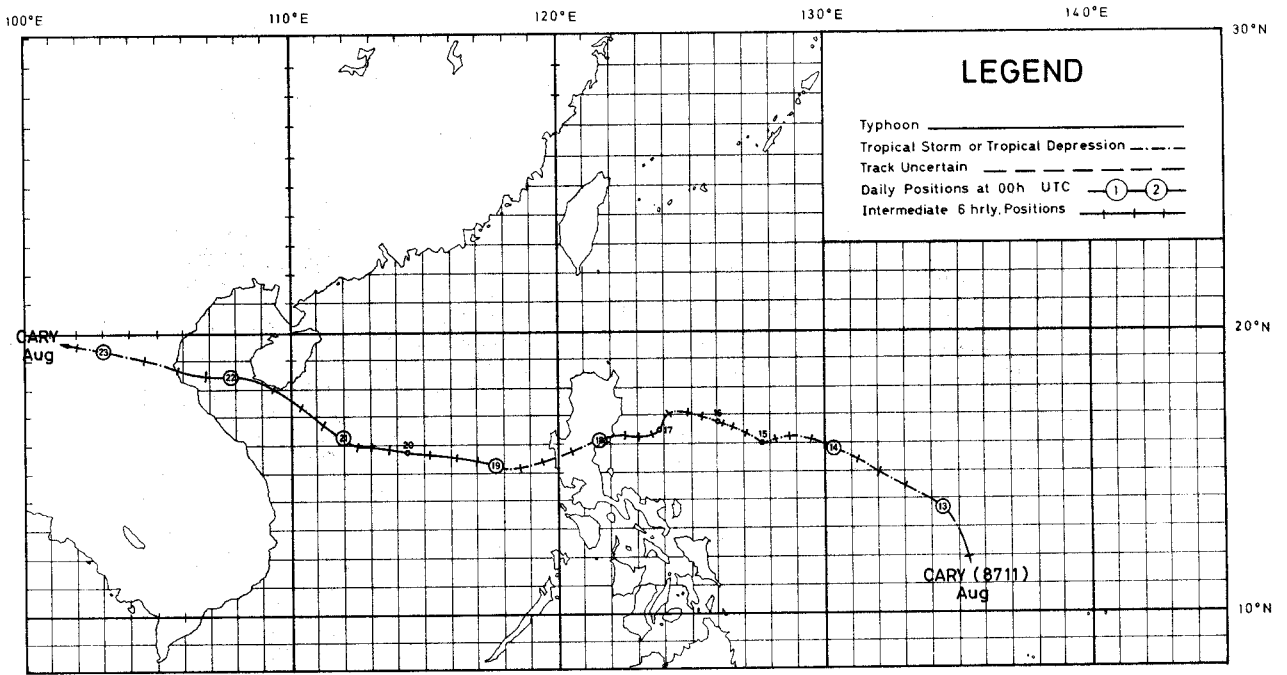 100°E 110°E 120°E 130°E 140°E
30°N
LEGEND
Typhoon
Tropical Storm or Tropical Depression
Track Uncertain
Daily Positions at 00h UTC 1 2
Intermediate 6 hrly. Positions
20°N
CARY
Aug
23
22
21
20
19
18
17
16
15
14
13
CARY (8711)
Aug
10°N